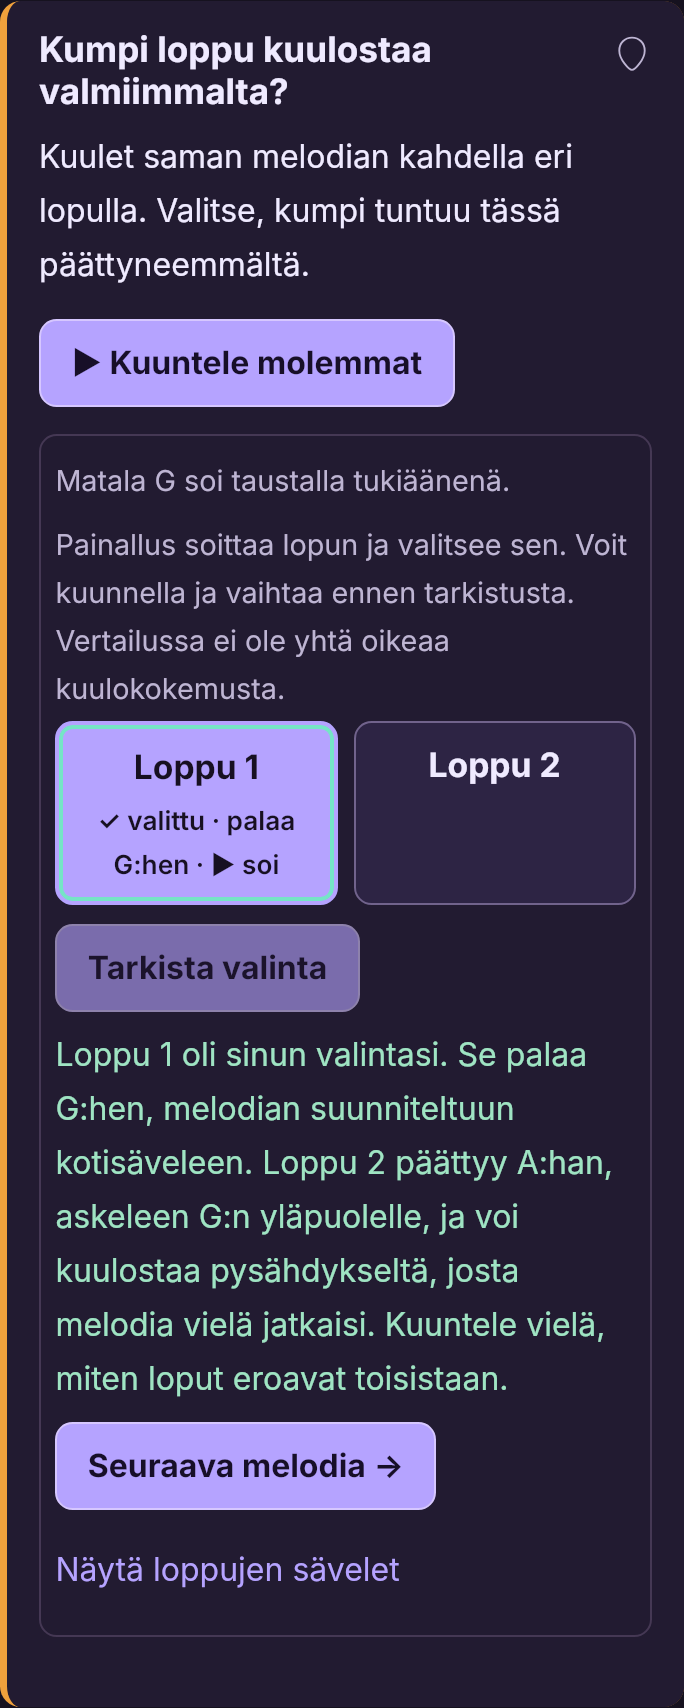 Kumpi loppu kuulostaa
valmiimmalta?
Kuulet saman melodian kahdella eri
lopulla. Valitse, kumpi tuntuu tässä
päättyneemmältä.
▶ Kuuntele molemmat
Matala G soi taustalla tukiäänenä.
Painallus soittaa lopun ja valitsee sen. Voit
kuunnella ja vaihtaa ennen tarkistusta.
Vertailussa ei ole yhtä oikeaa
kuulokokemusta.
Loppu 1
✓ valittu · palaa
G:hen · ▶ soi
Loppu 2
Tarkista valinta
Loppu 1 oli sinun valintasi. Se palaa
G:hen, melodian suunniteltuun
kotisäveleen. Loppu 2 päättyy A:han,
askeleen G:n yläpuolelle, ja voi
kuulostaa pysähdykseltä, josta
melodia vielä jatkaisi. Kuuntele vielä,
miten loput eroavat toisistaan.
Seuraava melodia →
Näytä loppujen sävelet